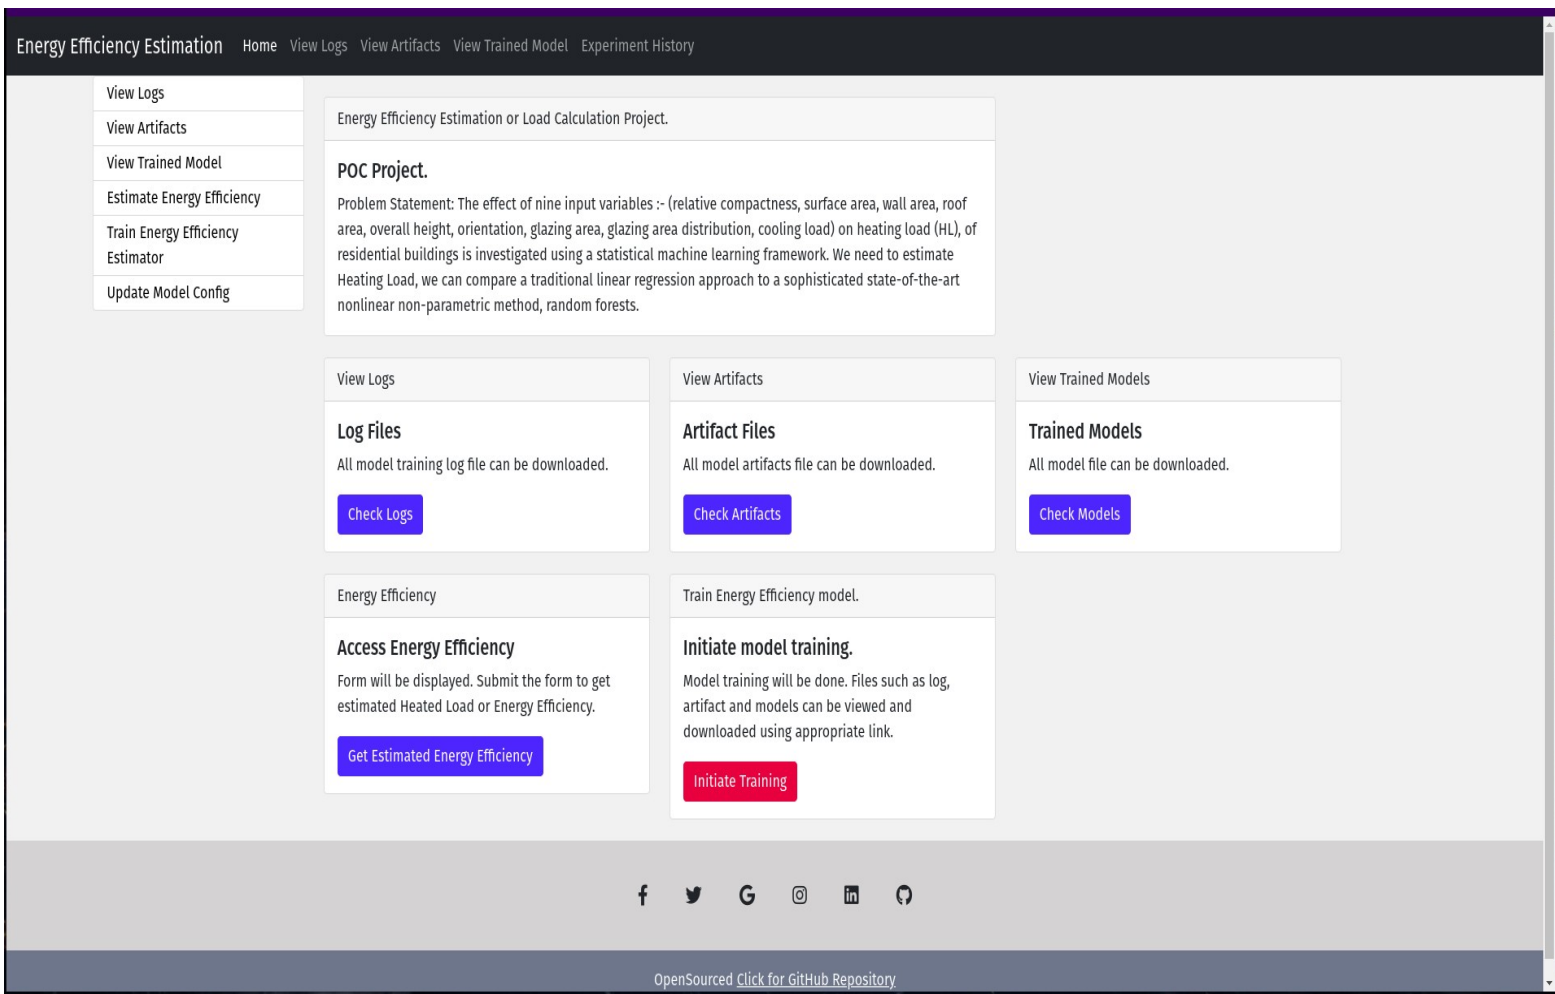 Energy Efficiency Estimation Home View Logs View Artifacts View Trained Model Experiment History
View Logs
View Artifacts
View Trained Model
Estimate Energy Efficiency
Train Energy Efficiency
Estimator
Update Model Config
Energy Efficiency Estimation or Load Calculation Project.
POC Project.
Problem Statement: The effect of nine input variables :- (relative compactness, surface area, wall area, roof
area, overall height, orientation, glazing area, glazing area distribution, cooling load) on heating load (HL), of
residential buildings is investigated using a statistical machine learning framework. We need to estimate
Heating Load, we can compare a traditional linear regression approach to a sophisticated state-of-the-art
nonlinear non-parametric method, random forests.
View Logs
Log Files
All model training log file can be downloaded.
Check Logs
View Artifacts
Artifact Files
All model artifacts file can be downloaded.
Check Artifacts
View Trained Models
Trained Models
All model file can be downloaded.
Check Models
Energy Efficiency
Access Energy Efficiency
Form will be displayed. Submit the form to get
estimated Heated Load or Energy Efficiency.
Get Estimated Energy Efficiency
Train Energy Efficiency model.
Initiate model training.
Model training will be done. Files such as log,
artifact and models can be viewed and
downloaded using appropriate link.
Initiate Training
OpenSourced Click for GitHub Repository